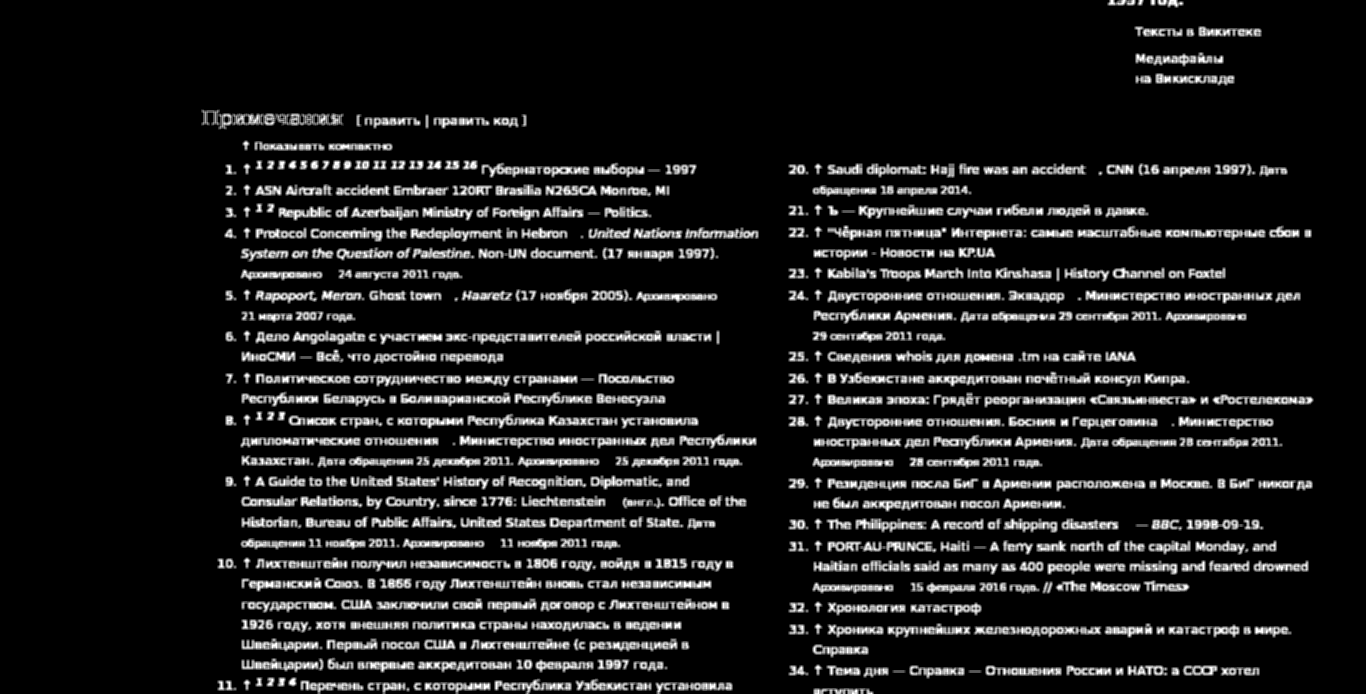 1997 год.
Тексты в Викитеке
Медиафайлы
на Викискладе
Примечания [ править | править код ]
↑ Показывать компактно
1. ↑ 1 2 3 4 5 6 7 8 9 10 11 12 13 14 15 16 Губернаторские выборы — 1997
2. ↑ ASN Aircraft accident Embraer 120RT Brasilia N265CA Monroe, MI
3. ↑ 1 2 Republic of Azerbaijan Ministry of Foreign Affairs — Politics.
4. ↑ Protocol Concerning the Redeployment in Hebron . United Nations Information
System on the Question of Palestine. Non-UN document. (17 января 1997).
Архивировано 24 августа 2011 года.
5. ↑ Rapoport, Meron. Ghost town , Haaretz (17 ноября 2005). Архивировано
21 марта 2007 года.
6. ↑ Дело Angolagate с участием экс-представителей российской власти |
ИноСМИ — Всё, что достойно перевода
7. ↑ Политическое сотрудничество между странами — Посольство
Республики Беларусь в Боливарианской Республике Венесуэла
8. ↑ 1 2 3 Список стран, с которыми Республика Казахстан установила
дипломатические отношения . Министерство иностранных дел Республики
Казахстан. Дата обращения 25 декабря 2011. Архивировано 25 декабря 2011 года.
9. ↑ A Guide to the United States' History of Recognition, Diplomatic, and
Consular Relations, by Country, since 1776: Liechtenstein (англ.). Office of the
Historian, Bureau of Public Affairs, United States Department of State. Дата
обращения 11 ноября 2011. Архивировано 11 ноября 2011 года.
10. ↑ Лихтенштейн получил независимость в 1806 году, войдя в 1815 году в
Германский Союз. В 1866 году Лихтенштейн вновь стал независимым
государством. США заключили свой первый договор с Лихтенштейном в
1926 году, хотя внешняя политика страны находилась в ведении
Швейцарии. Первый посол США в Лихтенштейне (с резиденцией в
Швейцарии) был впервые аккредитован 10 февраля 1997 года.
11. ↑ 1 2 3 4 Перечень стран, с которыми Республика Узбекистан установила
20. ↑ Saudi diplomat: Hajj fire was an accident , CNN (16 апреля 1997). Дата
обращения 18 апреля 2014.
21. ↑ Ъ — Крупнейшие случаи гибели людей в давке.
22. ↑ "Чёрная пятница" Интернета: самые масштабные компьютерные сбои в
истории - Новости на KP.UA
23. ↑ Kabila's Troops March Into Kinshasa | History Channel on Foxtel
24. ↑ Двусторонние отношения. Эквадор . Министерство иностранных дел
Республики Армения. Дата обращения 29 сентября 2011. Архивировано
29 сентября 2011 года.
25. ↑ Сведения whois для домена .tm на сайте IANA
26. ↑ В Узбекистане аккредитован почётный консул Кипра.
27. ↑ Великая эпоха: Грядёт реорганизация «Связьинвеста» и «Ростелекома»
28. ↑ Двусторонние отношения. Босния и Герцеговина . Министерство
иностранных дел Республики Армения. Дата обращения 28 сентября 2011.
Архивировано 28 сентября 2011 года.
29. ↑ Резиденция посла БиГ в Армении расположена в Москве. В БиГ никогда
не был аккредитован посол Армении.
30. ↑ The Philippines: A record of shipping disasters — BBC, 1998-09-19.
31. ↑ PORT-AU-PRINCE, Haiti — A ferry sank north of the capital Monday, and
Haitian officials said as many as 400 people were missing and feared drowned
Архивировано 15 февраля 2016 года. // «The Moscow Times»
32. ↑ Хронология катастроф
33. ↑ Хроника крупнейших железнодорожных аварий и катастроф в мире.
Справка
34. ↑ Тема дня — Справка — Отношения России и НАТО: а СССР хотел
вступить